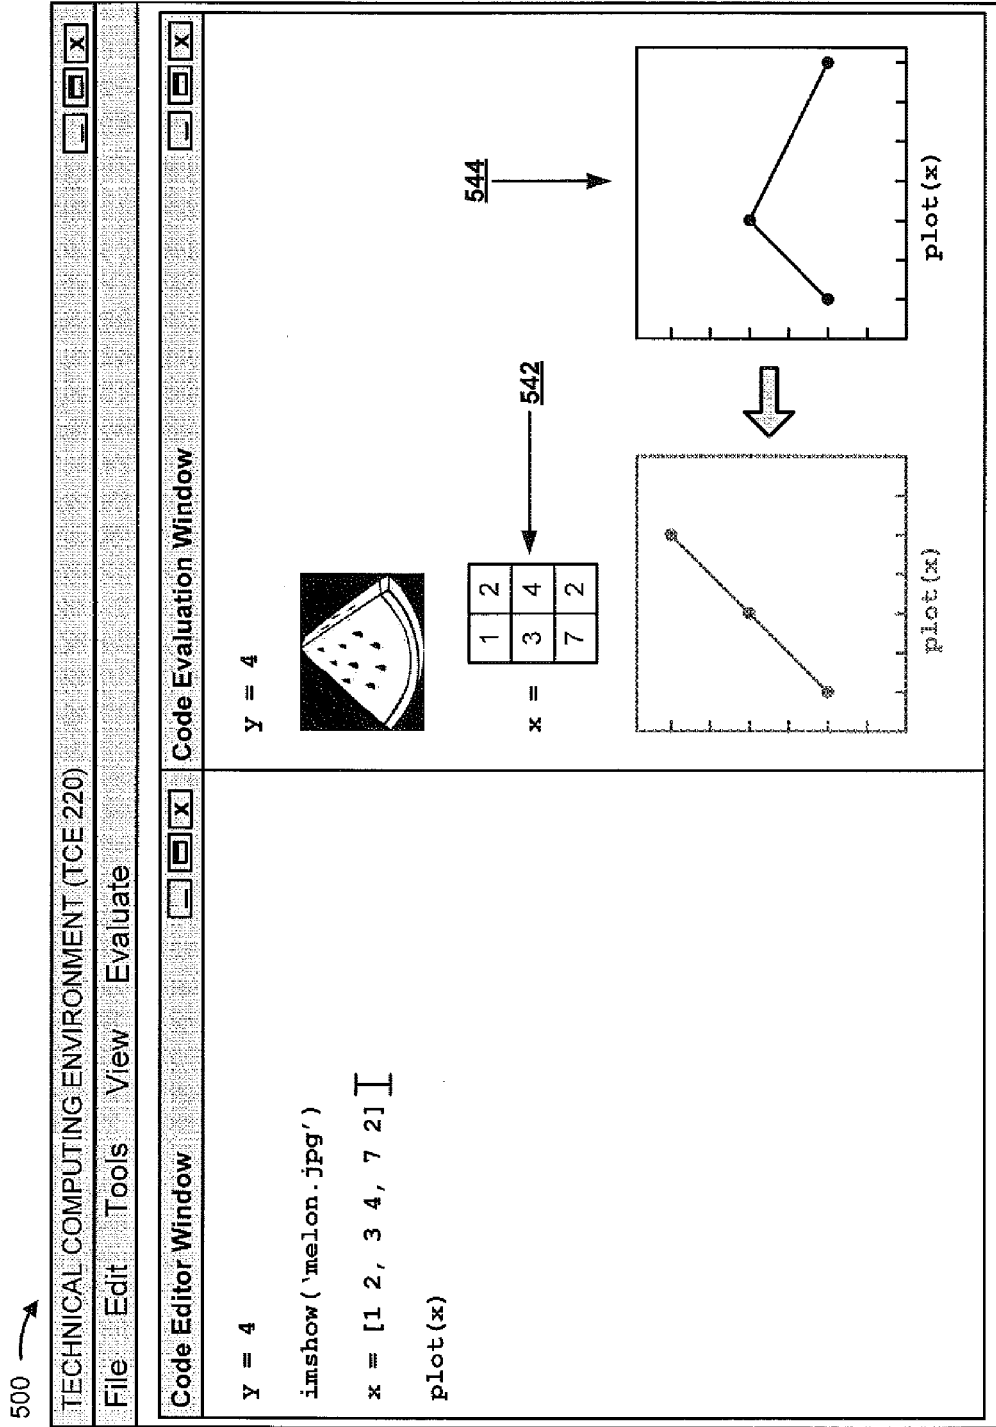 500
TECHNICAL COMPUTING ENVIRONMENT (TCE 220)
_ x
File Edit Tools View Evaluate
Code Editor Window
_ x
y = 4
imshow('melon.jpg')
x = [1 2, 3 4, 7 2]
plot(x)
Code Evaluation Window
_ x
y = 4
x =
1 2
3 4
7 2
542
544
plot(x)
plot(x)